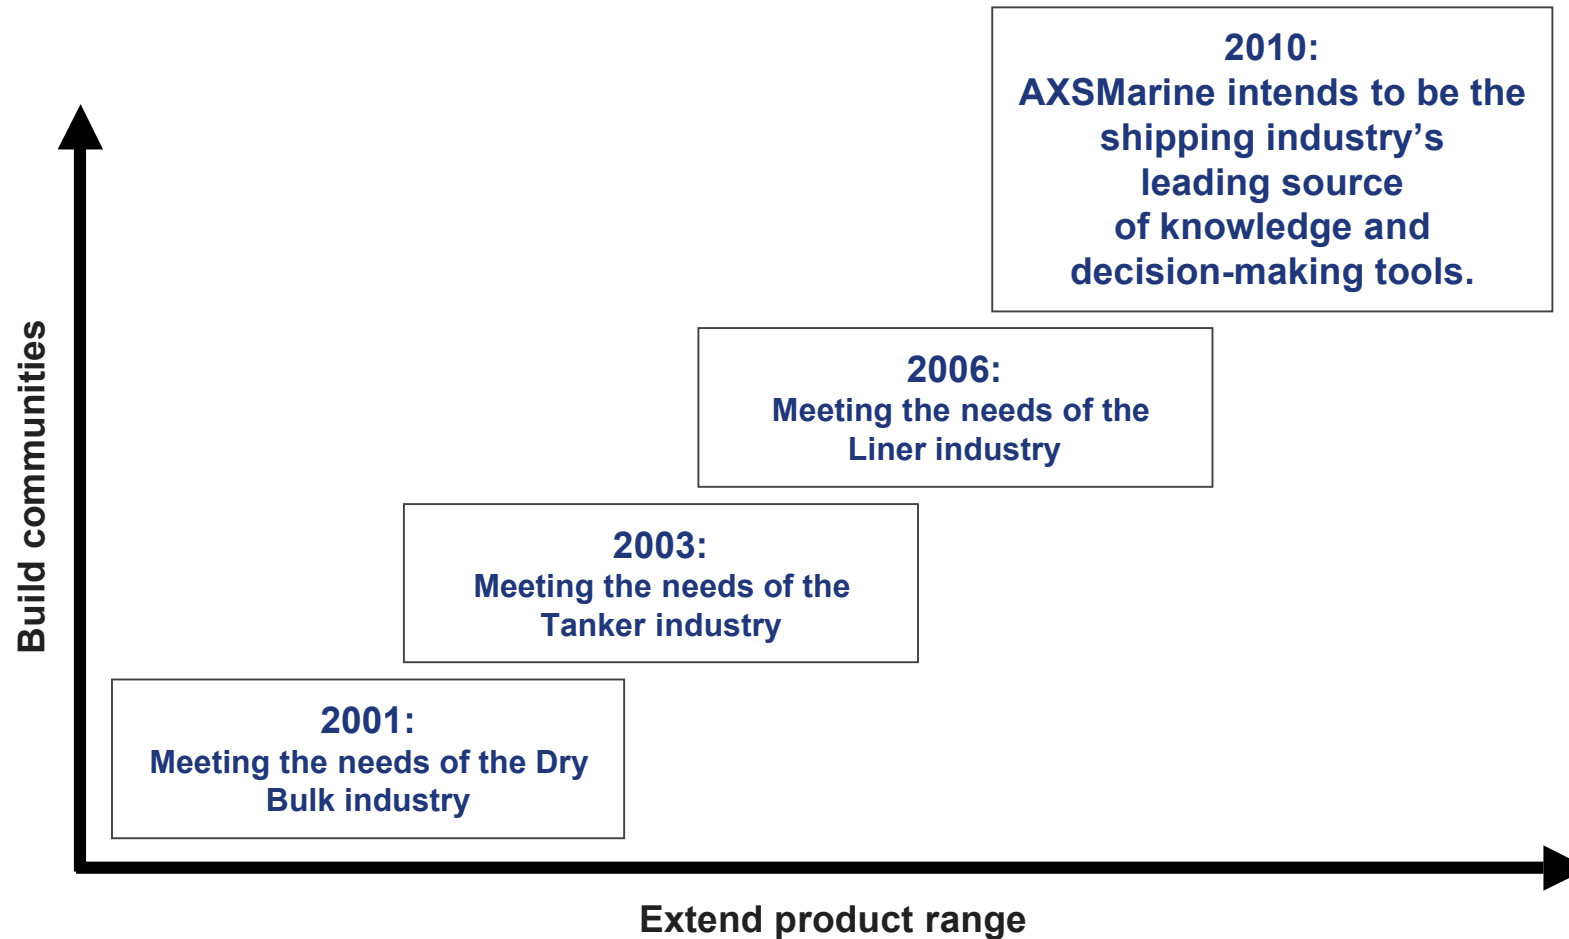 2010:
AXSMarine intends to be the
shipping industry’s
leading source
of knowledge and
decision-making tools.
Build communities
2006:
Meeting the needs of the
Liner industry
2003:
Meeting the needs of the
Tanker industry
2001:
Meeting the needs of the Dry
Bulk industry
Extend product range